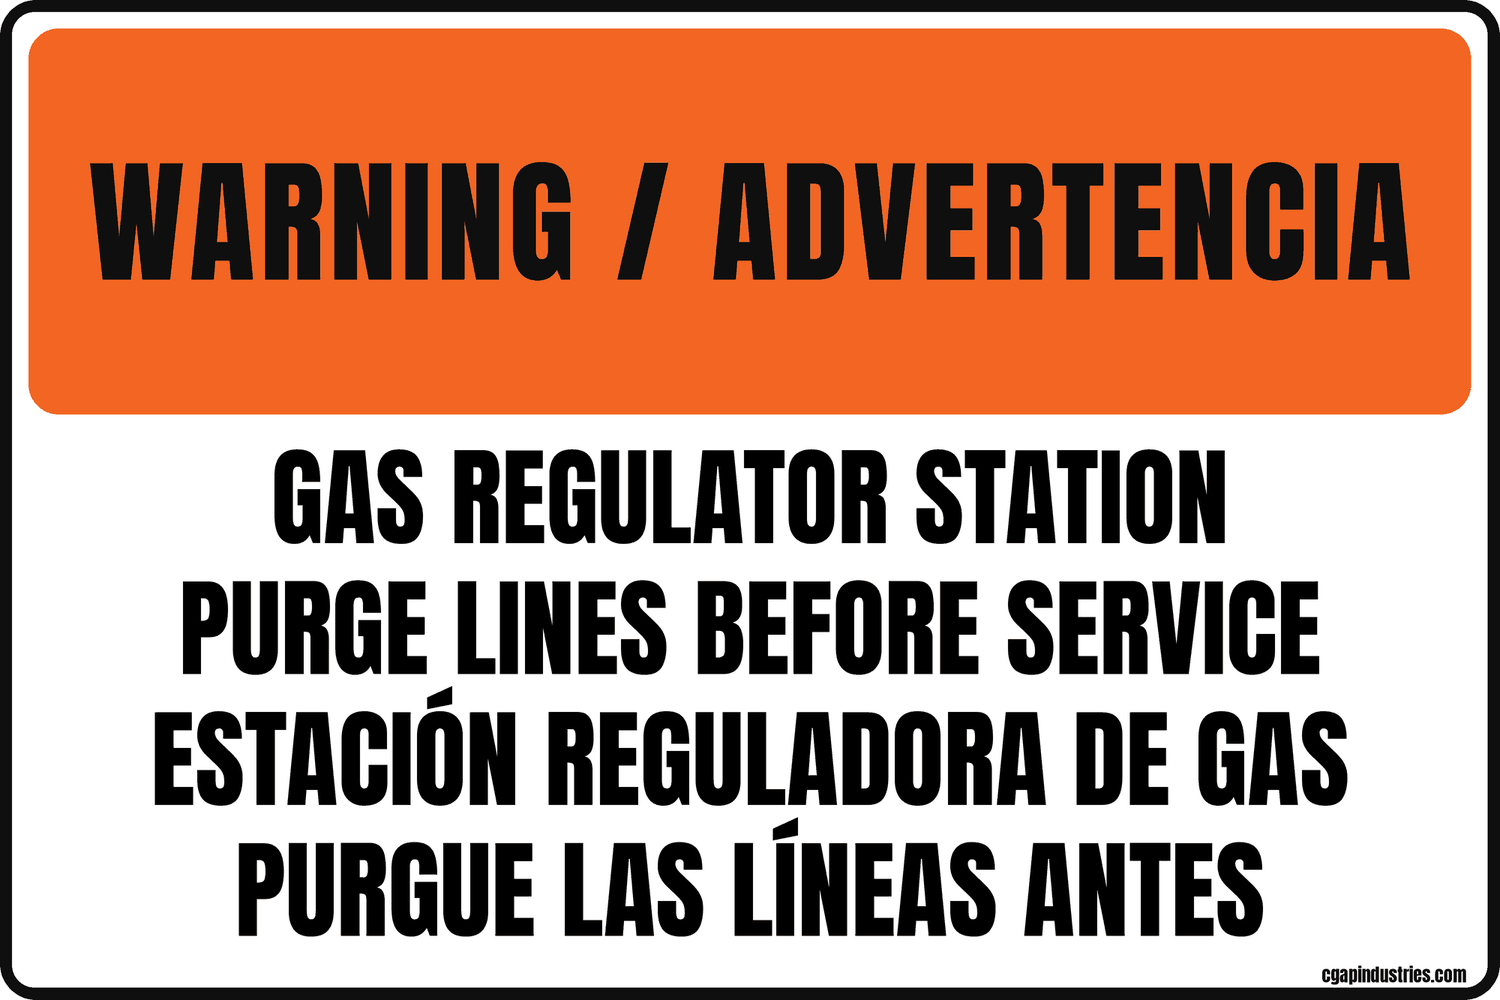 WARNING / ADVERTENCIA
GAS REGULATOR STATION
PURGE LINES BEFORE SERVICE
ESTACIÓN REGULADORA DE GAS
PURGUE LAS LÍNEAS ANTES
cgapindustries.com